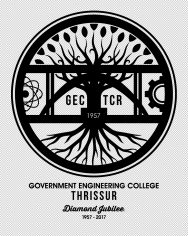 GEC TCR
1957
GOVERNMENT ENGINEERING COLLEGE
THRISSUR
Diamond Jubilee
1957 - 2017